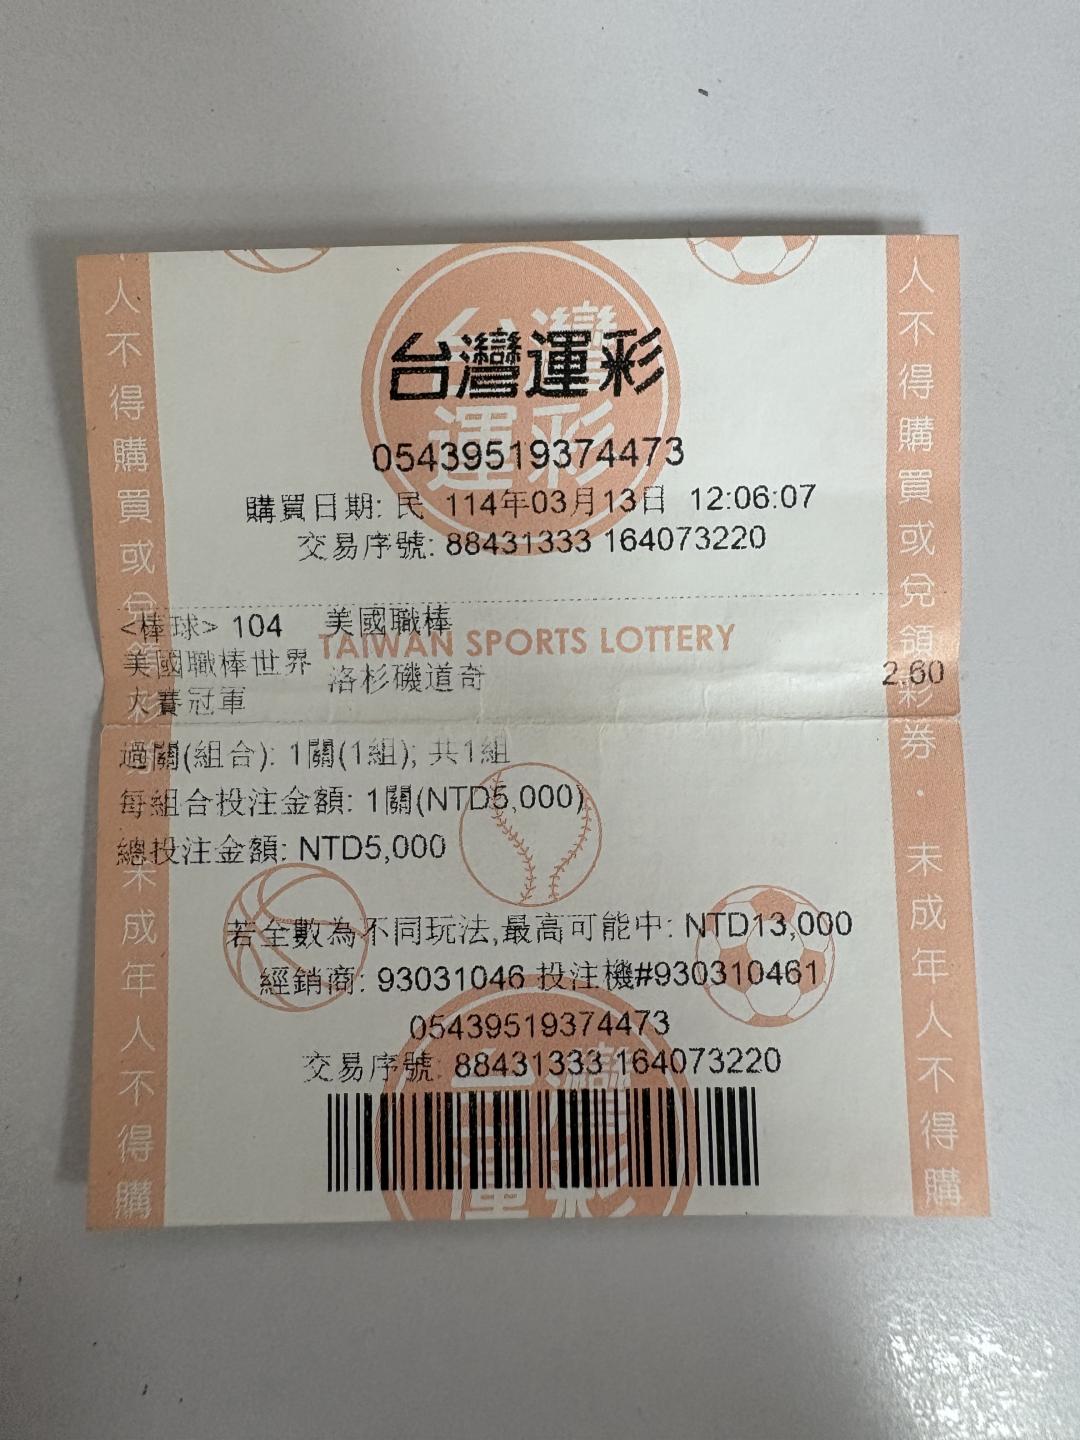 台灣運彩
05439519374473
購買日期: 民 114年03月13日 12:06:07
交易序號: 88431333 164073220
<棒球> 104 美國職棒
TAIWAN SPORTS LOTTERY
美國職棒世界大賽冠軍 洛杉磯道奇 2.60
過關(組合): 1關(1組); 共1組
每組合投注金額: 1關(NTD5,000)
總投注金額: NTD5,000
若全數為不同玩法,最高可能中: NTD13,000
經銷商: 93031046 投注機#930310461
05439519374473
交易序號: 88431333 164073220
人不得購買或兌領彩券 未成年人不得購
人不得購買或兌領彩券・未成年人不得購
台灣運彩